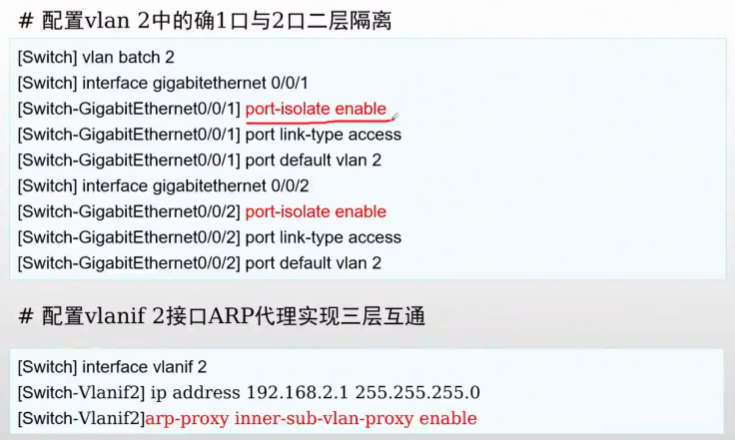 # 配置vlan 2中的确1口与2口二层隔离
[Switch] vlan batch 2
[Switch] interface gigabitethernet 0/0/1
[Switch-GigabitEthernet0/0/1] port-isolate enable
[Switch-GigabitEthernet0/0/1] port link-type access
[Switch-GigabitEthernet0/0/1] port default vlan 2
[Switch] interface gigabitethernet 0/0/2
[Switch-GigabitEthernet0/0/2] port-isolate enable
[Switch-GigabitEthernet0/0/2] port link-type access
[Switch-GigabitEthernet0/0/2] port default vlan 2
# 配置vlanif 2接口ARP代理实现三层互通
[Switch] interface vlanif 2
[Switch-Vlanif2] ip address 192.168.2.1 255.255.255.0
[Switch-Vlanif2]arp-proxy inner-sub-vlan-proxy enable